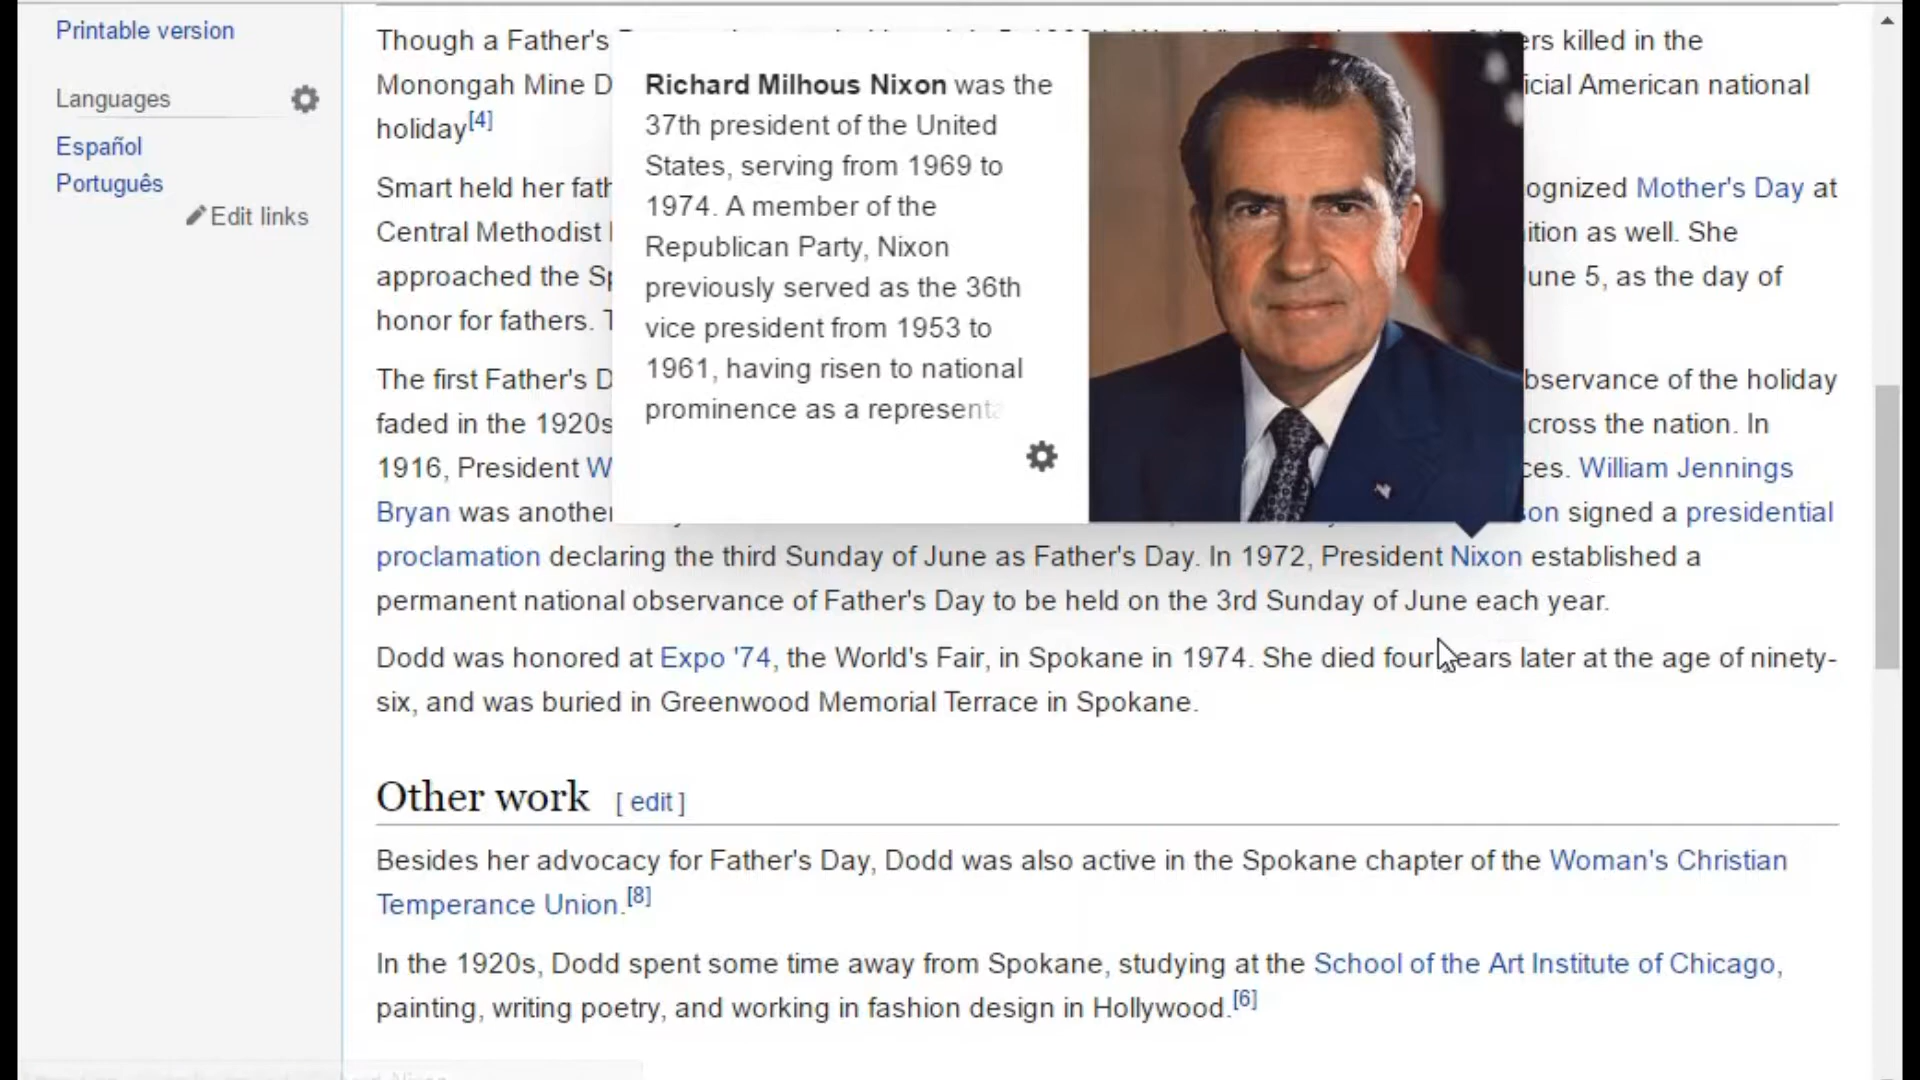 Printable version
Languages
Español
Português
Edit links
Though a Father's
Monongah Mine D
holiday[4]
Smart held her fath
Central Methodist
approached the Sp
honor for fathers. T
The first Father's D
faded in the 1920s
1916, President W
Bryan was another
Richard Milhous Nixon was the
37th president of the United
States, serving from 1969 to
1974. A member of the
Republican Party, Nixon
previously served as the 36th
vice president from 1953 to
1961, having risen to national
prominence as a representa
ers killed in the
icial American national
ognized Mother's Day at
ition as well. She
une 5, as the day of
bservance of the holiday
cross the nation. In
ces. William Jennings
son signed a presidential
proclamation declaring the third Sunday of June as Father's Day. In 1972, President Nixon established a
permanent national observance of Father's Day to be held on the 3rd Sunday of June each year.
Dodd was honored at Expo '74, the World's Fair, in Spokane in 1974. She died four years later at the age of ninety-
six, and was buried in Greenwood Memorial Terrace in Spokane.
Other work [ edit ]
Besides her advocacy for Father's Day, Dodd was also active in the Spokane chapter of the Woman's Christian
Temperance Union.[8]
In the 1920s, Dodd spent some time away from Spokane, studying at the School of the Art Institute of Chicago,
painting, writing poetry, and working in fashion design in Hollywood.[6]